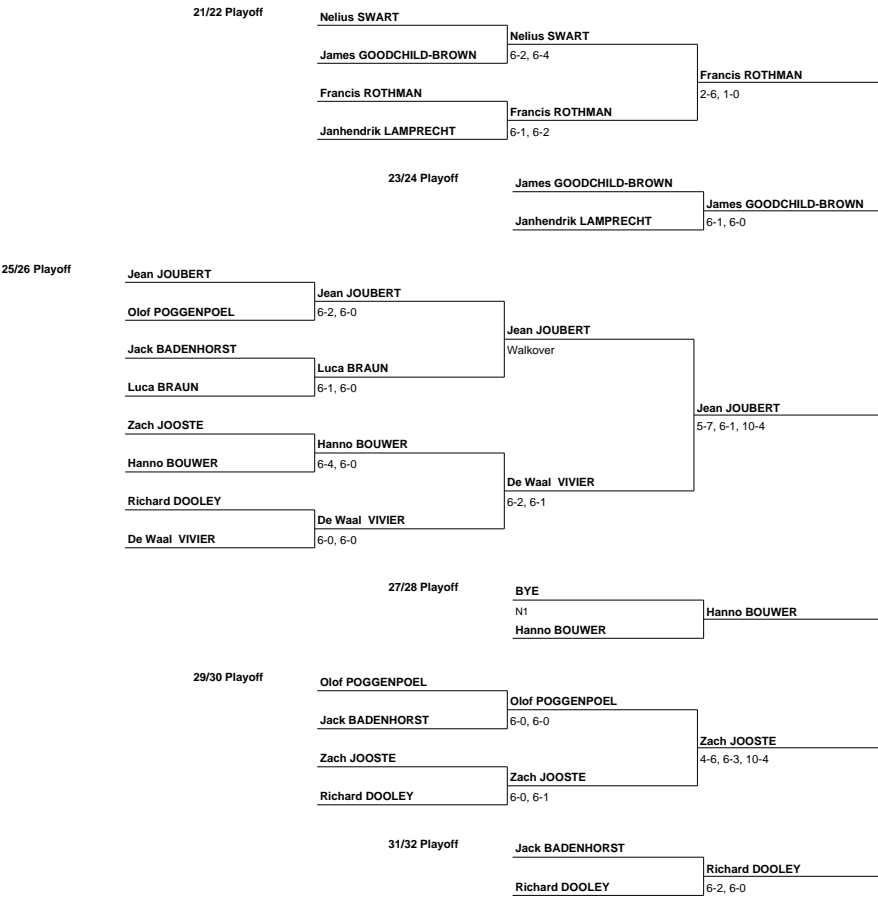 21/22 Playoff
Nelius SWART
Nelius SWART
James GOODCHILD-BROWN
6-2, 6-4
Francis ROTHMAN
Francis ROTHMAN
2-6, 1-0
Francis ROTHMAN
Janhendrik LAMPRECHT
6-1, 6-2
23/24 Playoff
James GOODCHILD-BROWN
James GOODCHILD-BROWN
Janhendrik LAMPRECHT
6-1, 6-0
25/26 Playoff
Jean JOUBERT
Jean JOUBERT
Olof POGGENPOEL
6-2, 6-0
Jean JOUBERT
Jack BADENHORST
Walkover
Luca BRAUN
Luca BRAUN
6-1, 6-0
Jean JOUBERT
Zach JOOSTE
5-7, 6-1, 10-4
Hanno BOUWER
Hanno BOUWER
6-4, 6-0
De Waal  VIVIER
Richard DOOLEY
6-2, 6-1
De Waal  VIVIER
De Waal  VIVIER
6-0, 6-0
27/28 Playoff
BYE
N1
Hanno BOUWER
Hanno BOUWER
29/30 Playoff
Olof POGGENPOEL
Olof POGGENPOEL
Jack BADENHORST
6-0, 6-0
Zach JOOSTE
Zach JOOSTE
4-6, 6-3, 10-4
Zach JOOSTE
Richard DOOLEY
6-0, 6-1
31/32 Playoff
Jack BADENHORST
Richard DOOLEY
Richard DOOLEY
6-2, 6-0